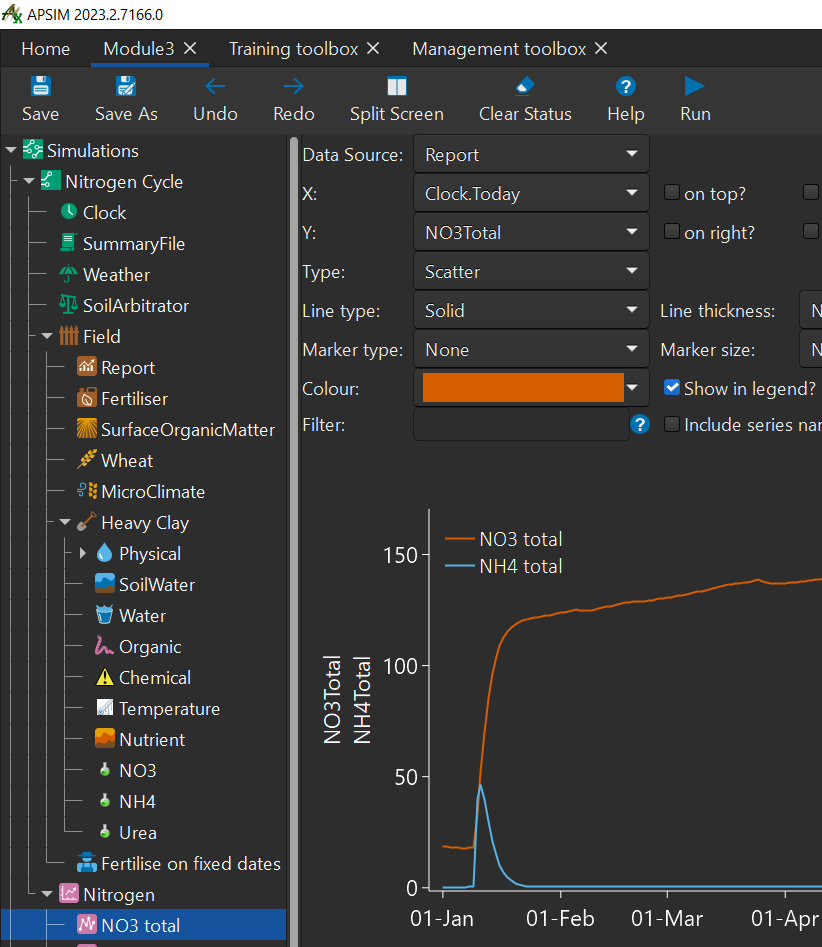 APSIM 2023.2.7166.0
Home Module3 Training toolbox Management toolbox
Save Save As Undo Redo Split Screen Clear Status Help Run
Simulations
Nitrogen Cycle
Clock
SummaryFile
Weather
SoilArbitrator
Field
Report
Fertiliser
SurfaceOrganicMatter
Wheat
MicroClimate
Heavy Clay
Physical
SoilWater
Water
Organic
Chemical
Temperature
Nutrient
NO3
NH4
Urea
Fertilise on fixed dates
Nitrogen
NO3 total
Data Source: Report
X: Clock.Today on top?
Y: NO3Total on right?
Type: Scatter
Line type: Solid Line thickness: N
Marker type: None Marker size: N
Colour: Show in legend?
Filter: ? Include series nar
NO3 total
NH4 total
NO3Total
NH4Total
150
100
50
0
01-Jan 01-Feb 01-Mar 01-Apr